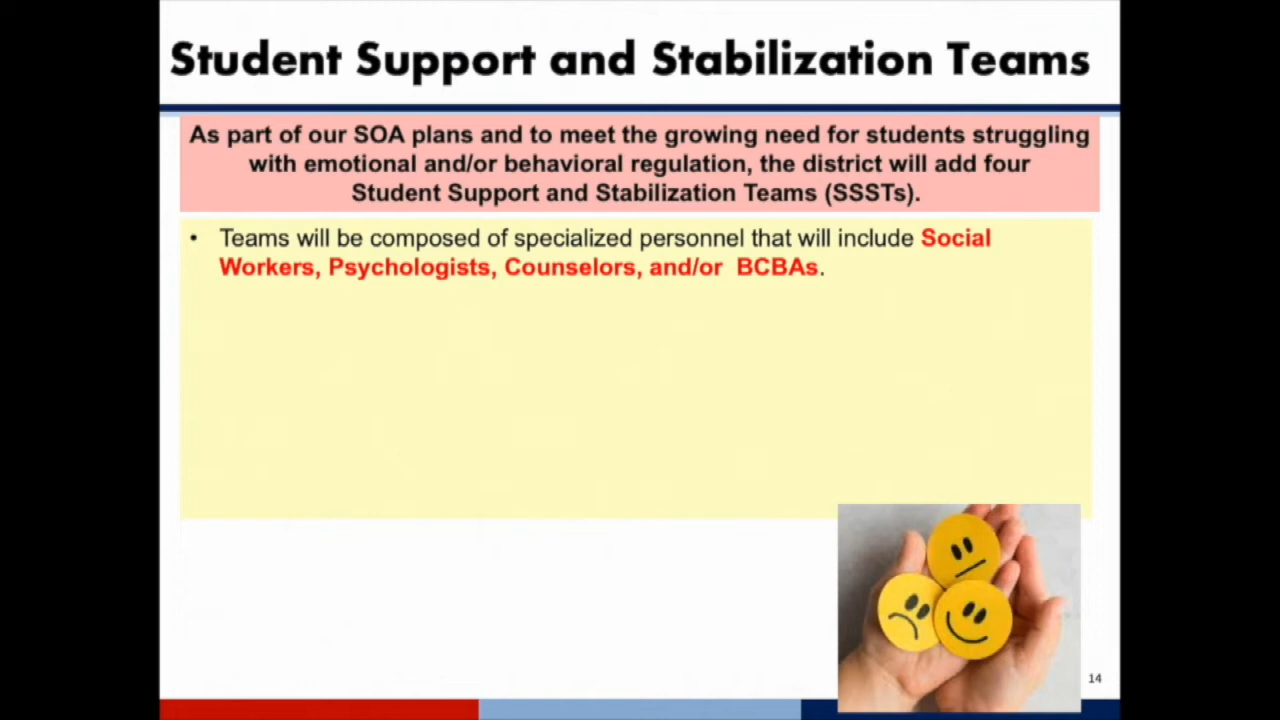 Student Support and Stabilization Teams
As part of our SOA plans and to meet the growing need for students struggling
with emotional and/or behavioral regulation, the district will add four
Student Support and Stabilization Teams (SSSTs).
• Teams will be composed of specialized personnel that will include Social
Workers, Psychologists, Counselors, and/or BCBAs.
14